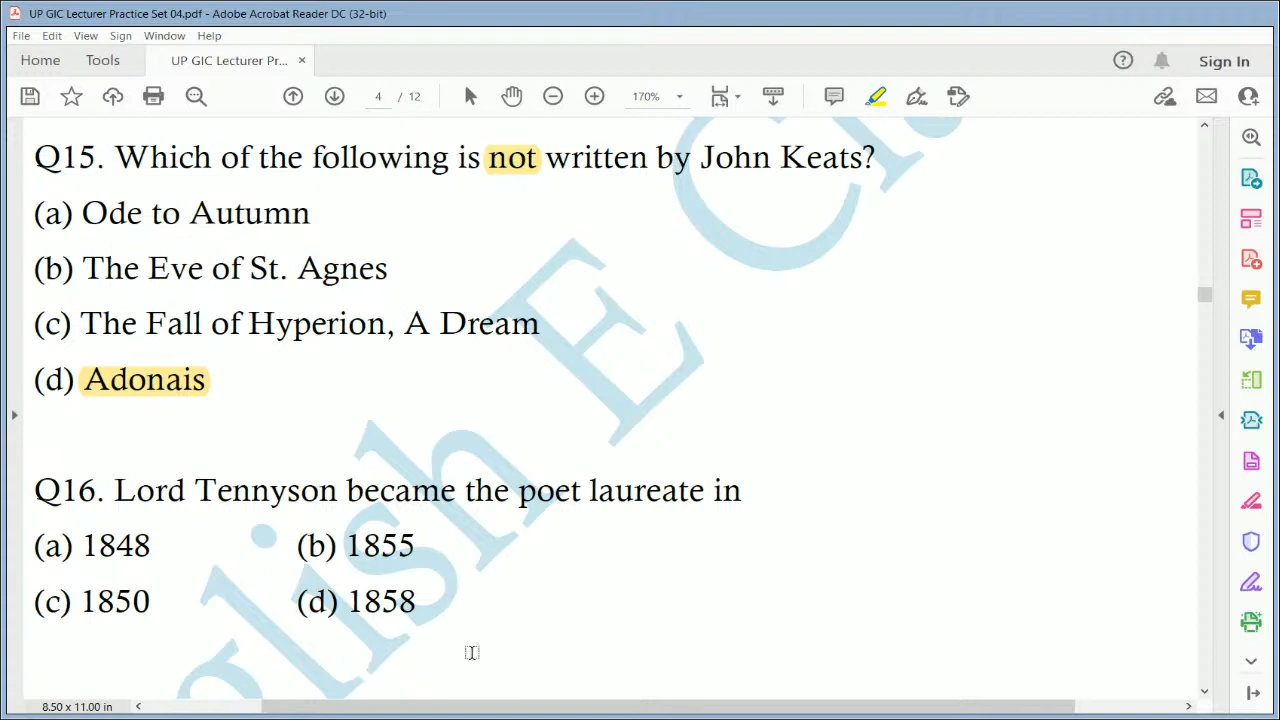 UP GIC Lecturer Practice Set 04.pdf - Adobe Acrobat Reader DC (32-bit)
File Edit View Sign Window Help
Home Tools UP GIC Lecturer Pr... × Sign In
4 / 12 170%
Q15. Which of the following is not written by John Keats?
(a) Ode to Autumn
(b) The Eve of St. Agnes
(c) The Fall of Hyperion, A Dream
(d) Adonais
Q16. Lord Tennyson became the poet laureate in
(a) 1848 (b) 1855
(c) 1850 (d) 1858
8.50 x 11.00 in